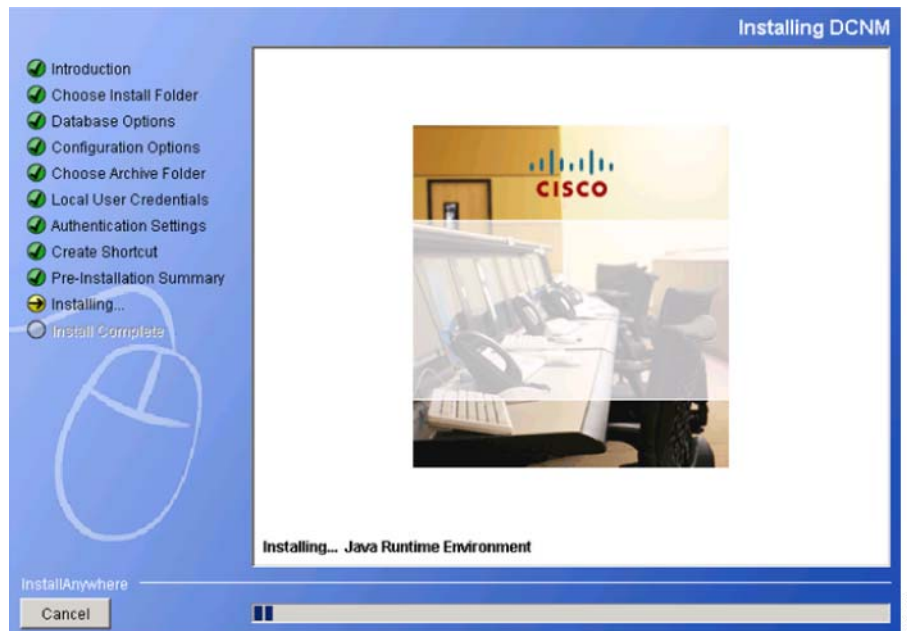 Installing DCNM
Introduction
Choose Install Folder
Database Options
Configuration Options
Choose Archive Folder
Local User Credentials
Authentication Settings
Create Shortcut
Pre-Installation Summary
Installing...
Install Complete
CISCO
Installing... Java Runtime Environment
InstallAnywhere
Cancel